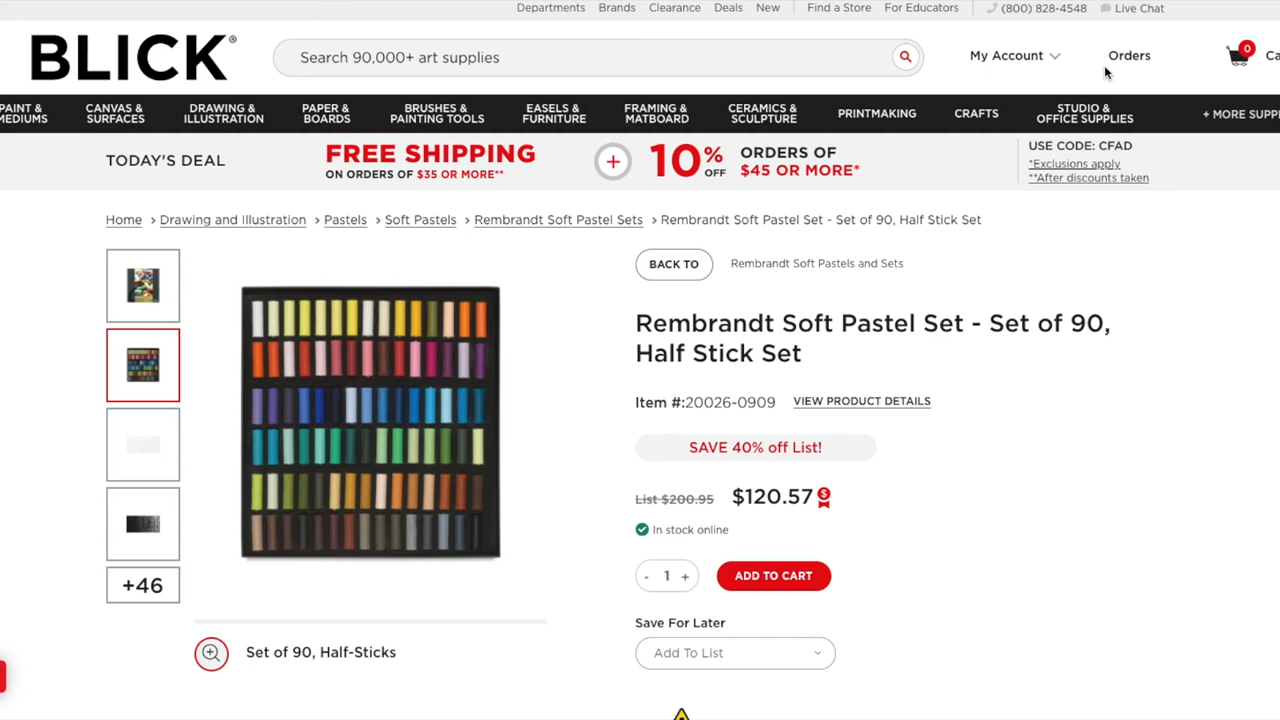 Departments Brands Clearance Deals New Find a Store For Educators (800) 828-4548 Live Chat
BLICK®
Search 90,000+ art supplies
My Account
Orders
0
Ca
PAINT &
MEDIUMS
CANVAS &
SURFACES
DRAWING &
ILLUSTRATION
PAPER &
BOARDS
BRUSHES &
PAINTING TOOLS
EASELS &
FURNITURE
FRAMING &
MATBOARD
CERAMICS &
SCULPTURE
PRINTMAKING
CRAFTS
STUDIO &
OFFICE SUPPLIES
+ MORE SUPP
TODAY'S DEAL
FREE SHIPPING
ON ORDERS OF $35 OR MORE**
+
10% OFF
ORDERS OF
$45 OR MORE*
USE CODE: CFAD
*Exclusions apply
**After discounts taken
Home > Drawing and Illustration > Pastels > Soft Pastels > Rembrandt Soft Pastel Sets > Rembrandt Soft Pastel Set - Set of 90, Half Stick Set
BACK TO Rembrandt Soft Pastels and Sets
Rembrandt Soft Pastel Set - Set of 90,
Half Stick Set
Item #:20026-0909 VIEW PRODUCT DETAILS
SAVE 40% off List!
List $200.95 $120.57
In stock online
- 1 + ADD TO CART
Save For Later
Add To List
+46
Set of 90, Half-Sticks